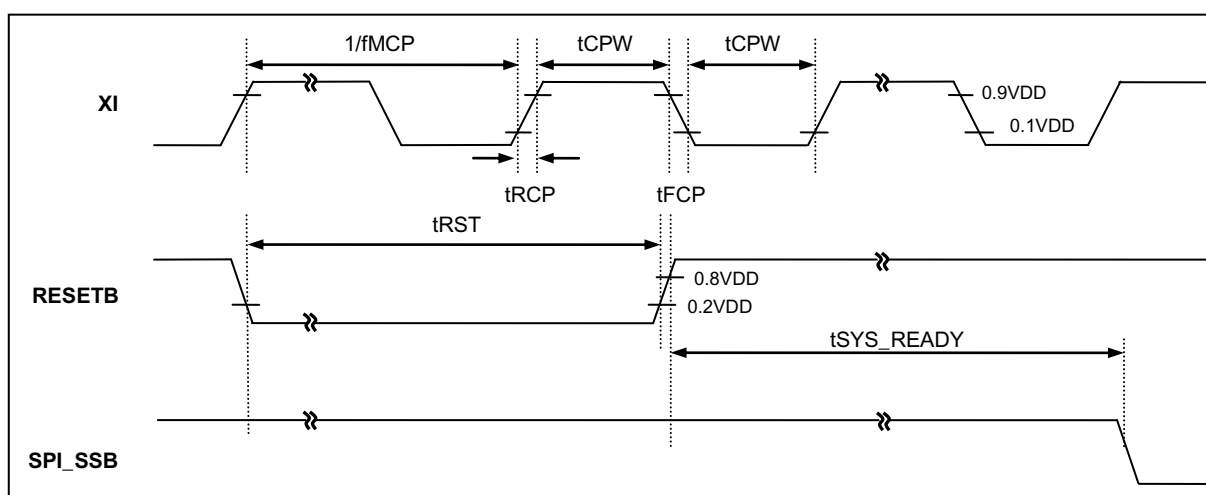 1/fMCP tCPW tCPW
XI
0.9VDD
0.1VDD
tRCP tFCP
tRST
RESETB
0.8VDD
0.2VDD
tSYS_READY
SPI_SSB